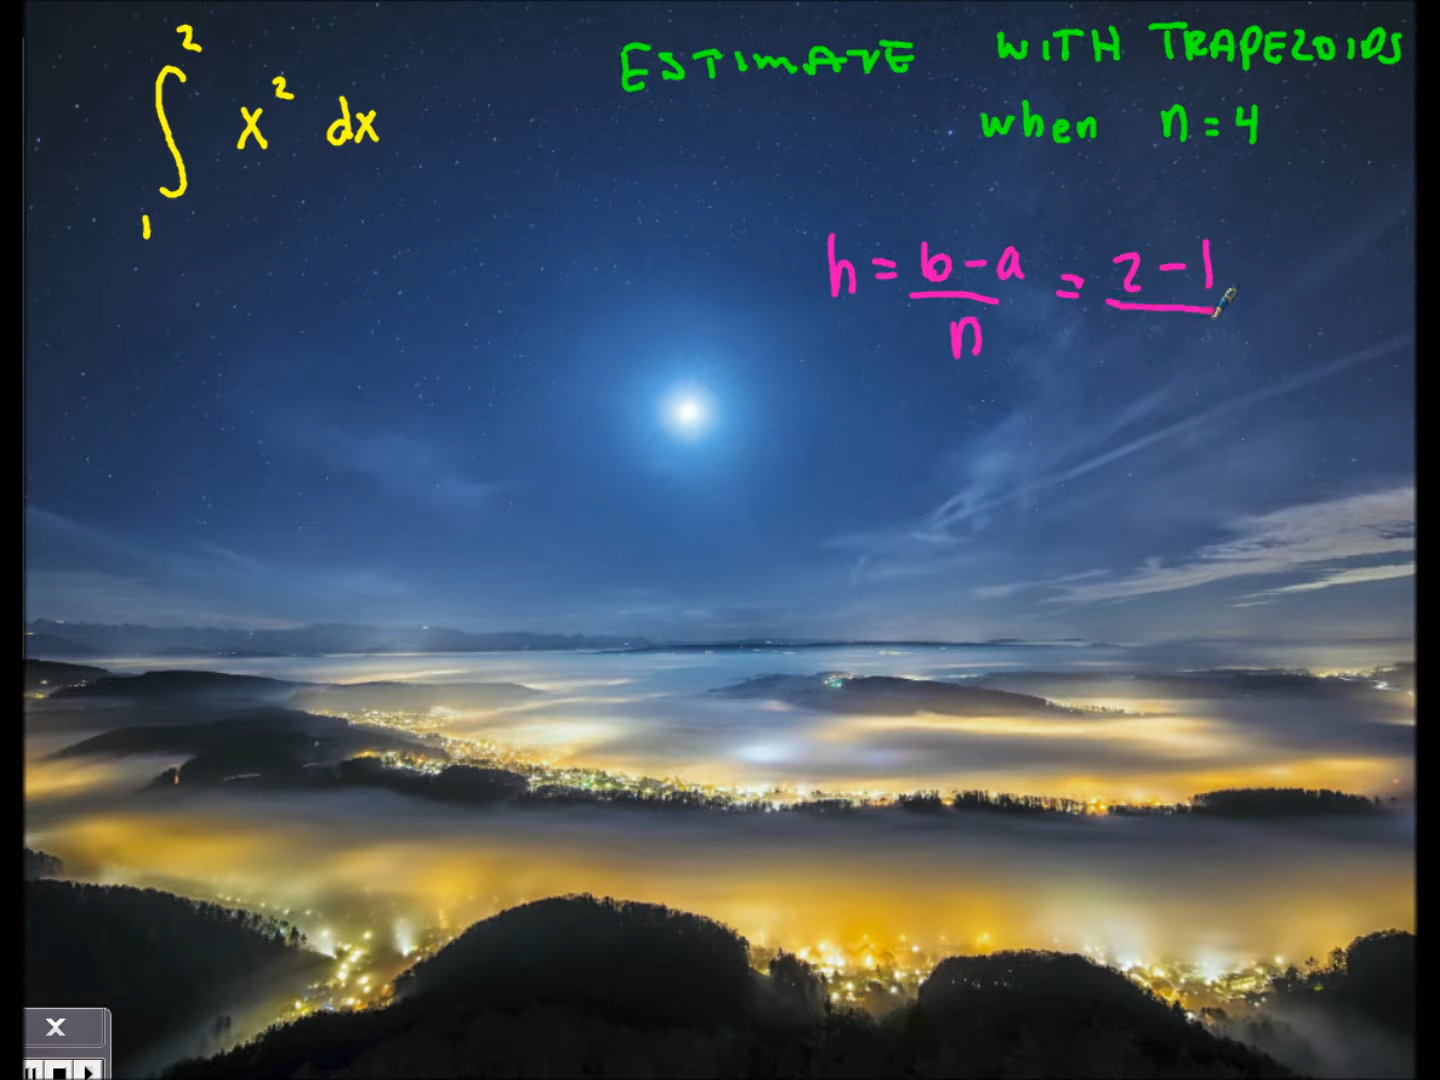 ∫₁² x² dx
ESTIMATE WITH TRAPEZOIDS
when n=4
h = b-a/n = 2-1/
X